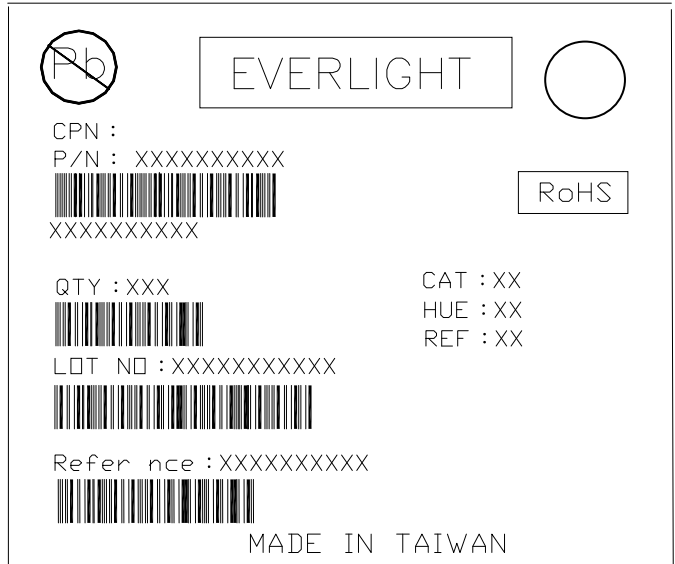 Pb
EVERLIGHT
CPN :
P/N : XXXXXXXXXX
RoHS
XXXXXXXXXX
QTY : XXX
CAT : XX
HUE : XX
REF : XX
LOT NO : XXXXXXXXXXX
Refer nce : XXXXXXXXXX
MADE IN TAIWAN